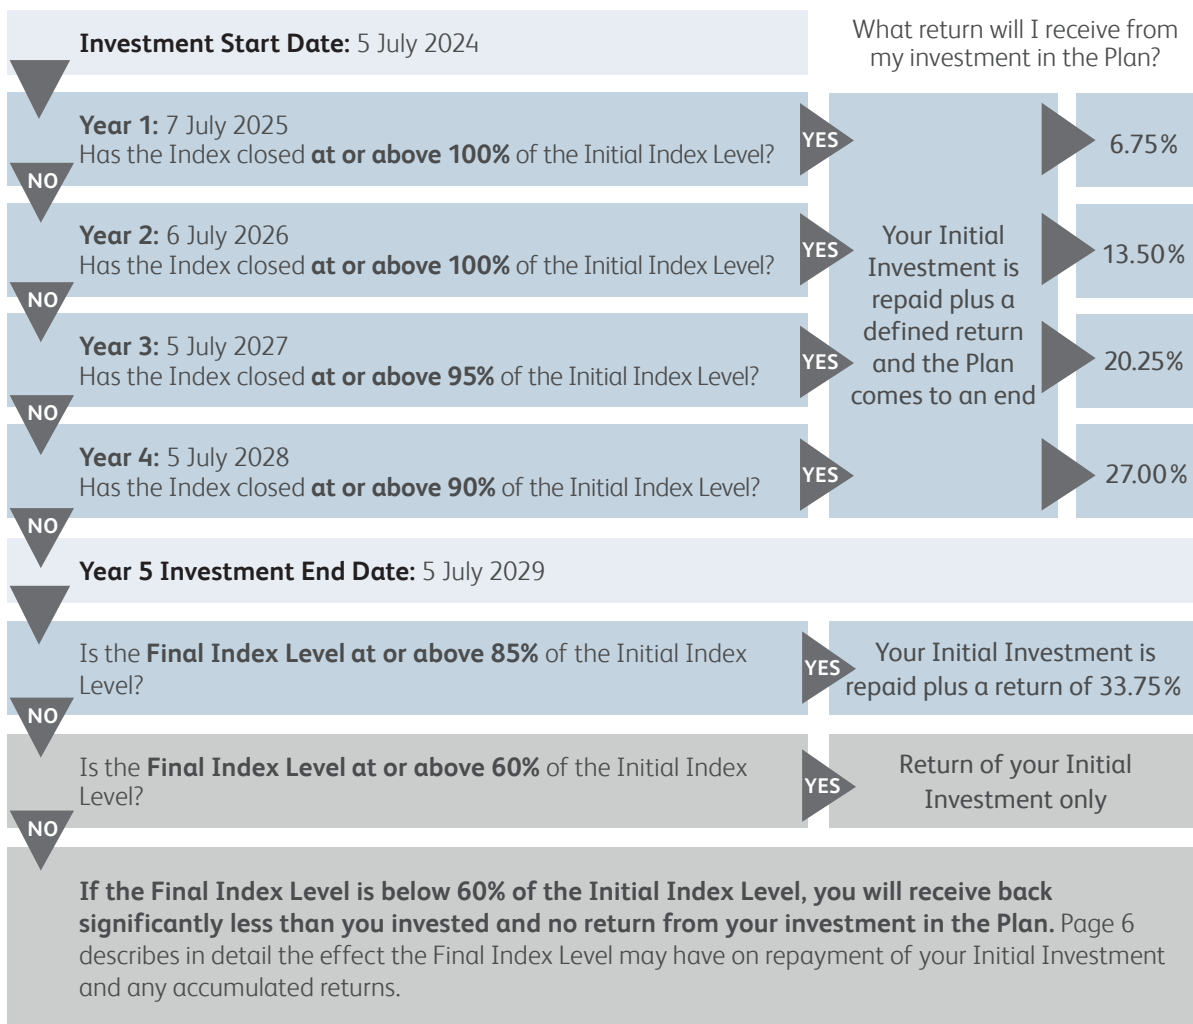 Investment Start Date: 5 July 2024
What return will I receive from
my investment in the Plan?
Year 1: 7 July 2025
Has the Index closed at or above 100% of the Initial Index Level?
YES
6.75%
NO
Year 2: 6 July 2026
Has the Index closed at or above 100% of the Initial Index Level?
YES
13.50%
NO
Year 3: 5 July 2027
Has the Index closed at or above 95% of the Initial Index Level?
YES
20.25%
NO
Year 4: 5 July 2028
Has the Index closed at or above 90% of the Initial Index Level?
YES
27.00%
Your Initial
Investment is
repaid plus a
defined return
and the Plan
comes to an end
NO
Year 5 Investment End Date: 5 July 2029
Is the Final Index Level at or above 85% of the Initial Index
Level?
YES
Your Initial Investment is
repaid plus a return of 33.75%
NO
Is the Final Index Level at or above 60% of the Initial Index
Level?
YES
Return of your Initial
Investment only
NO
If the Final Index Level is below 60% of the Initial Index Level, you will receive back
significantly less than you invested and no return from your investment in the Plan. Page 6
describes in detail the effect the Final Index Level may have on repayment of your Initial Investment
and any accumulated returns.